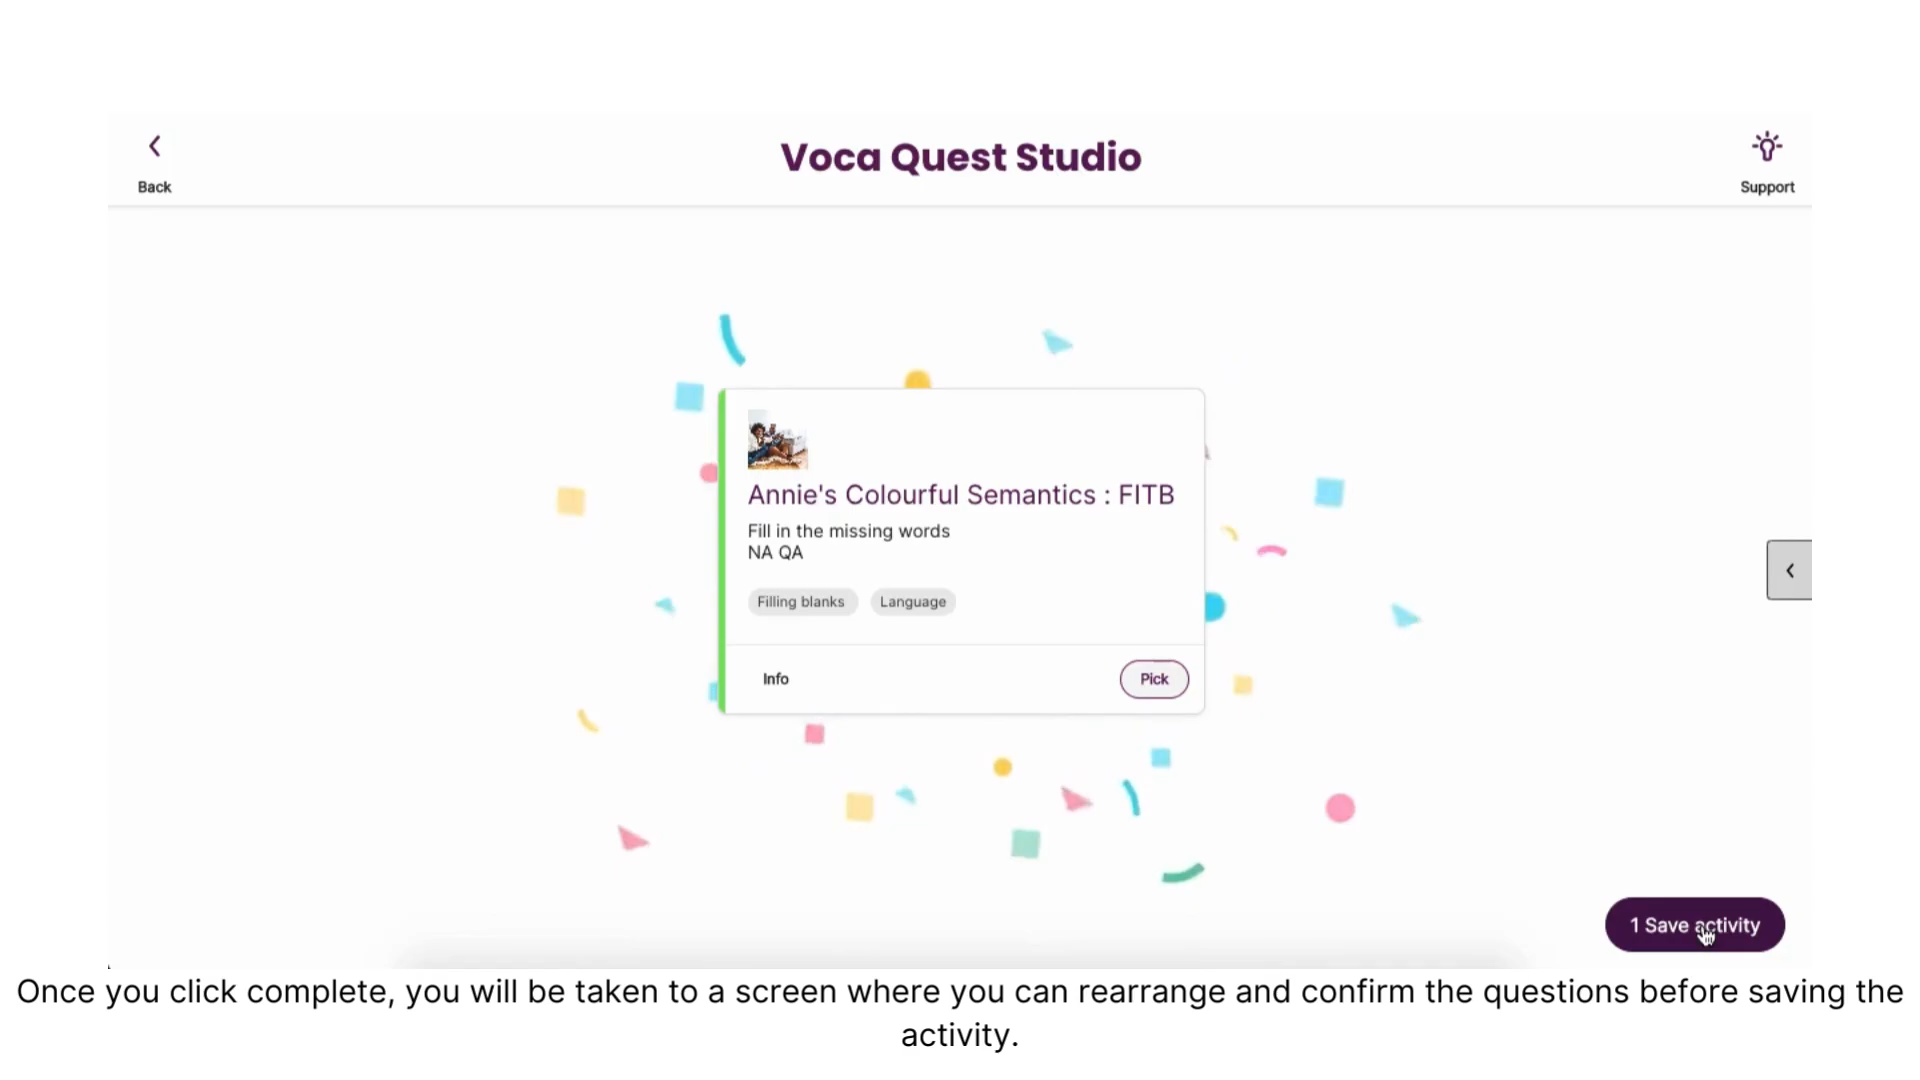 Voca Quest Studio
Back
Support
Annie's Colourful Semantics : FITB
Fill in the missing words
NA QA
Filling blanks
Language
Info
Pick
1 Save activity
Once you click complete, you will be taken to a screen where you can rearrange and confirm the questions before saving the
activity.